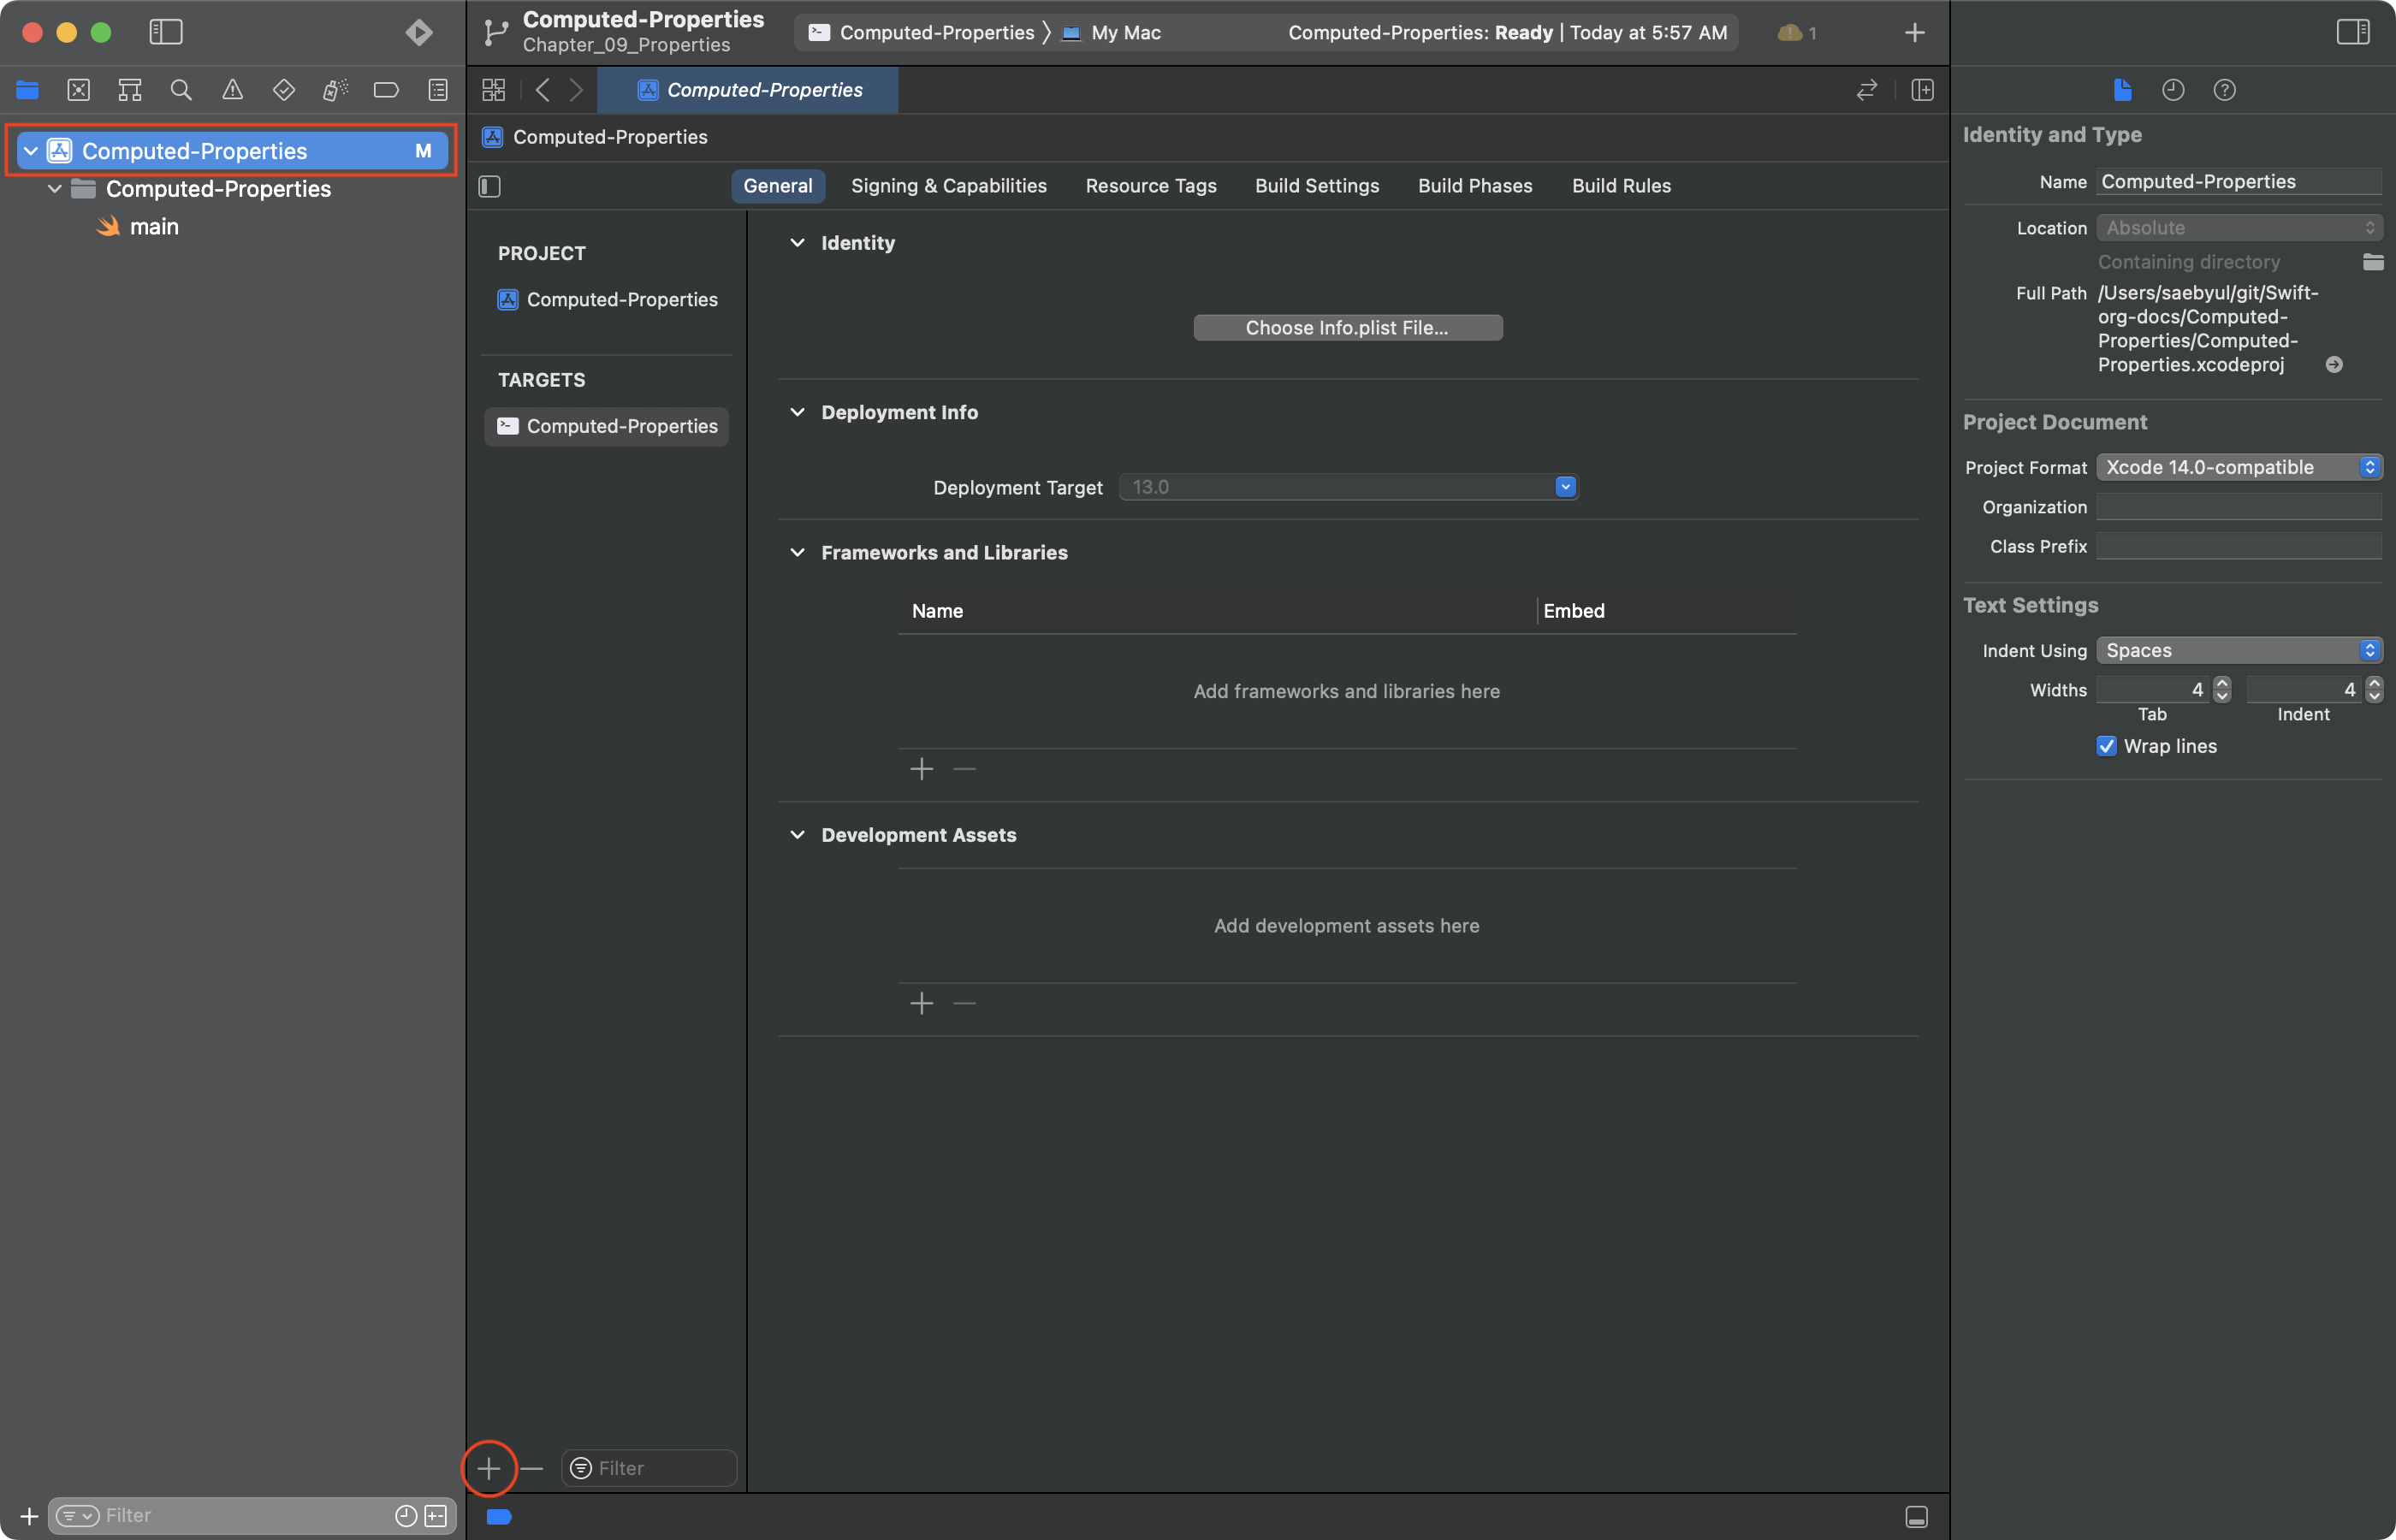 Computed-Properties
Chapter_09_Properties
Computed-Properties
My Mac
Computed-Properties: Ready | Today at 5:57 AM
1
Computed-Properties
M
Computed-Properties
main
Computed-Properties
Computed-Properties
General
Signing & Capabilities
Resource Tags
Build Settings
Build Phases
Build Rules
PROJECT
Computed-Properties
TARGETS
Computed-Properties
Identity
Choose Info.plist File...
Deployment Info
Deployment Target
13.0
Frameworks and Libraries
Name
Embed
Add frameworks and libraries here
Development Assets
Add development assets here
Filter
Filter
Identity and Type
Name
Computed-Properties
Location
Absolute
Containing directory
Full Path
/Users/saebyul/git/Swift-
org-docs/Computed-
Properties/Computed-
Properties.xcodeproj
Project Document
Project Format
Xcode 14.0-compatible
Organization
Class Prefix
Text Settings
Indent Using
Spaces
Widths
4
4
Tab
Indent
Wrap lines